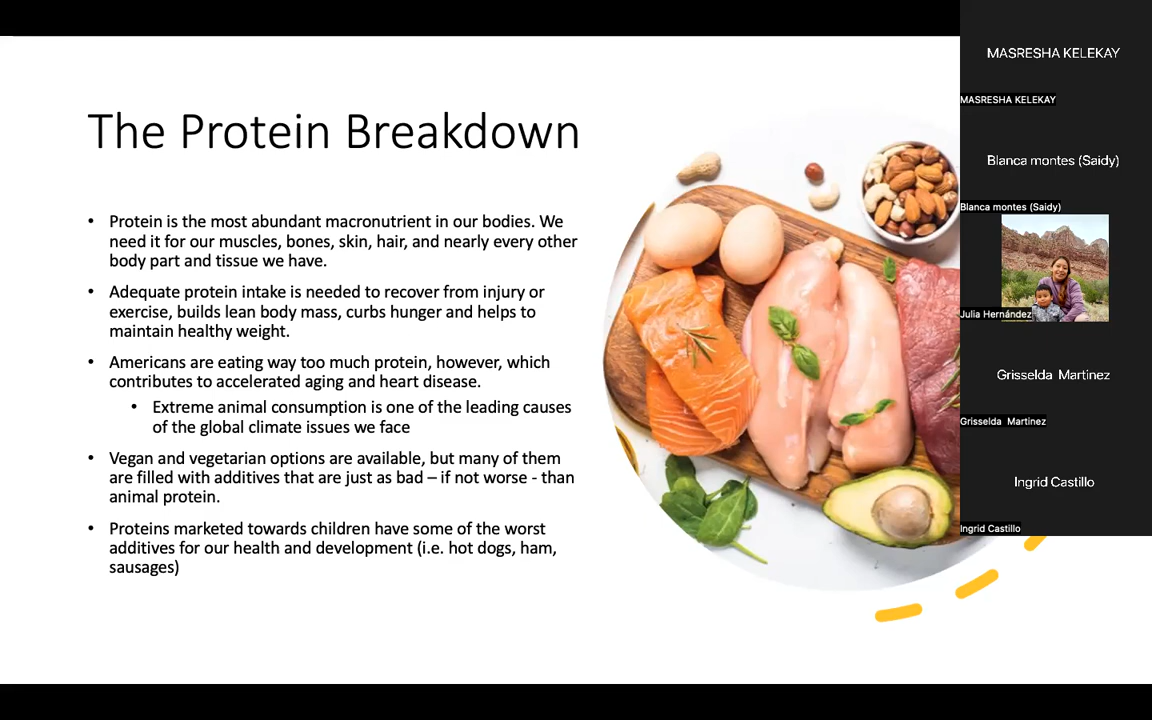 The Protein Breakdown
• Protein is the most abundant macronutrient in our bodies. We
need it for our muscles, bones, skin, hair, and nearly every other
body part and tissue we have.
• Adequate protein intake is needed to recover from injury or
exercise, builds lean body mass, curbs hunger and helps to
maintain healthy weight.
• Americans are eating way too much protein, however, which
contributes to accelerated aging and heart disease.
• Extreme animal consumption is one of the leading causes
of the global climate issues we face
• Vegan and vegetarian options are available, but many of them
are filled with additives that are just as bad – if not worse - than
animal protein.
• Proteins marketed towards children have some of the worst
additives for our health and development (i.e. hot dogs, ham,
sausages)
MASRESHA KELEKAY
MASRESHA KELEKAY
Blanca montes (Saidy)
Blanca montes (Saidy)
Julia Hernández
Grisselda Martinez
Grisselda Martinez
Ingrid Castillo
Ingrid Castillo